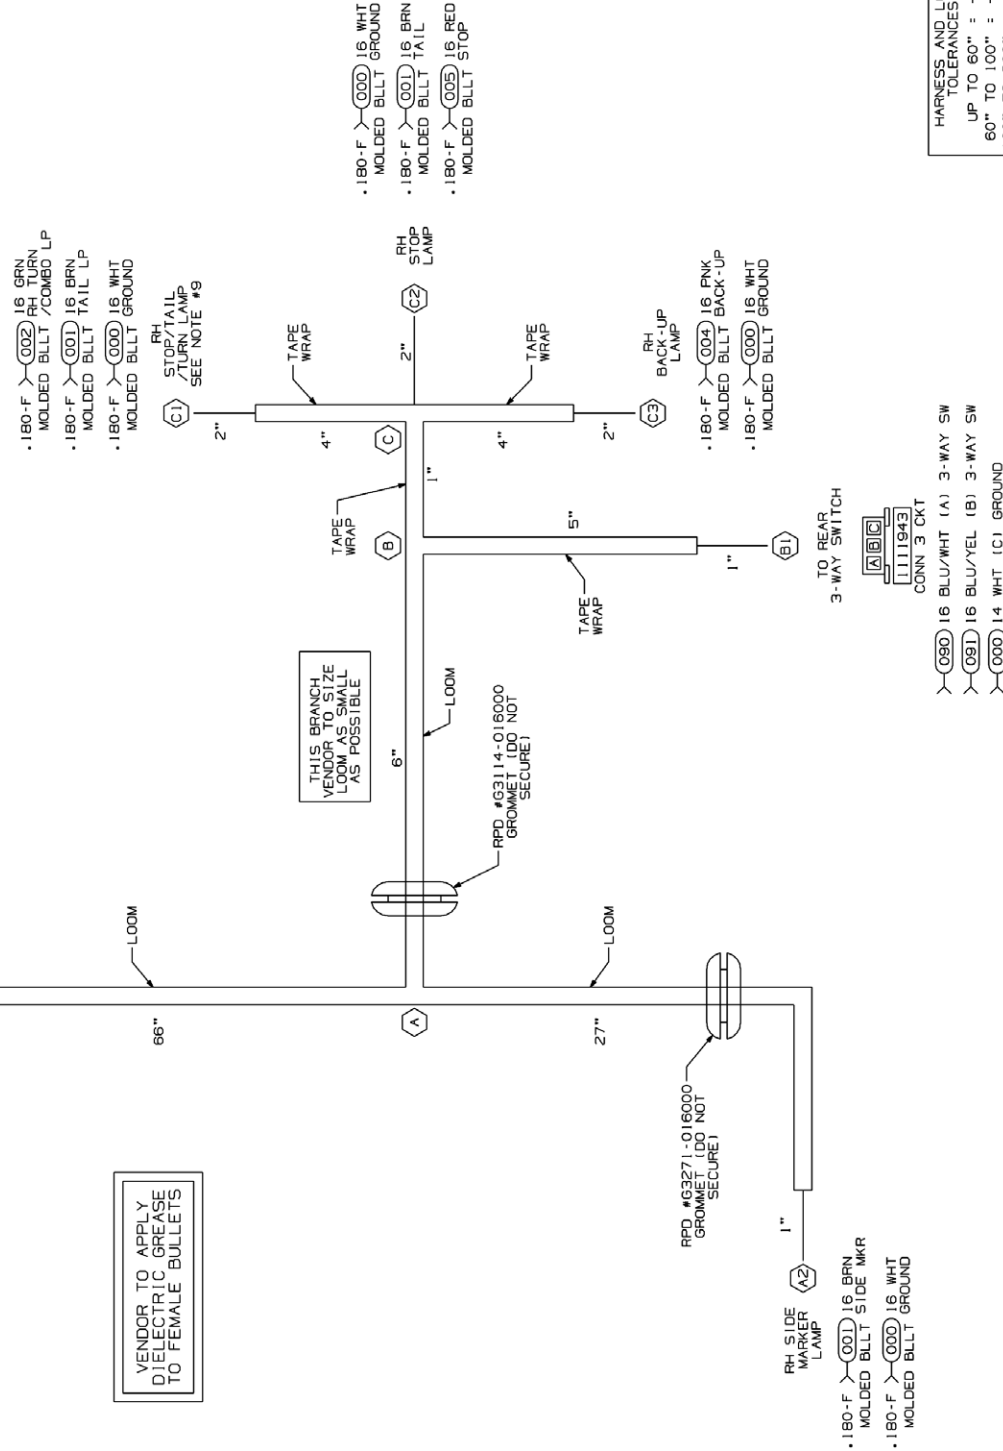 .180-F 002 16 GRN
RH TURN
MOLDED BLLT /COMBO LP
.180-F 001 16 BRN
MOLDED BLLT TAIL LP
.180-F 000 16 WHT
MOLDED BLLT GROUND
.180-F 000 16 WHT
MOLDED BLLT GROUND
.180-F 001 16 BRN
MOLDED BLLT TAIL
.180-F 005 16 RED
MOLDED BLLT STOP
HARNESS AND
TOLERANCES
UP TO 60" =
60" TO 100" =
C1
RH
STOP/TAIL
/TURN LAMP
SEE NOTE #9
2"
4"
TAPE
WRAP
C2
RH
STOP
LAMP
2"
C
4"
TAPE
WRAP
2"
C3
RH
BACK-UP
LAMP
.180-F 004 16 PNK
MOLDED BLLT BACK-UP
.180-F 000 16 WHT
MOLDED BLLT GROUND
1"
TAPE
WRAP
B
5"
TAPE
WRAP
1"
B1
TO REAR
3-WAY SWITCH
A B C
1111943
CONN 3 CKT
090 16 BLU/WHT (A) 3-WAY SW
091 16 BLU/YEL (B) 3-WAY SW
000 14 WHT (C) GROUND
THIS BRANCH
VENDOR TO SIZE
LOOM AS SMALL
AS POSSIBLE
6"
LOOM
RPD #G3114-016000
GROMMET (DO NOT
SECURE)
LOOM
66"
A
27"
LOOM
RPD #G3271-016000
GROMMET (DO NOT
SECURE)
VENDOR TO APPLY
DIELECTRIC GREASE
TO FEMALE BULLETS
1"
A2
RH SIDE
MARKER
LAMP
.180-F 001 16 BRN
MOLDED BLLT SIDE MKR
.180-F 000 16 WHT
MOLDED BLLT GROUND